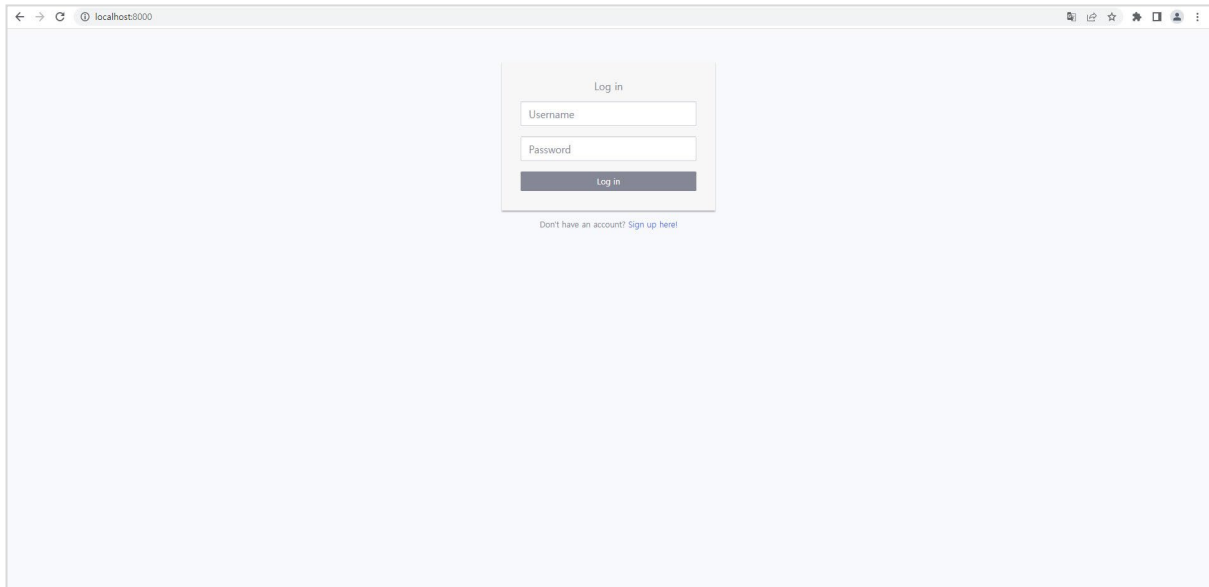 localhost:8000
Log in
Username
Password
Log in
Don't have an account? Sign up here!